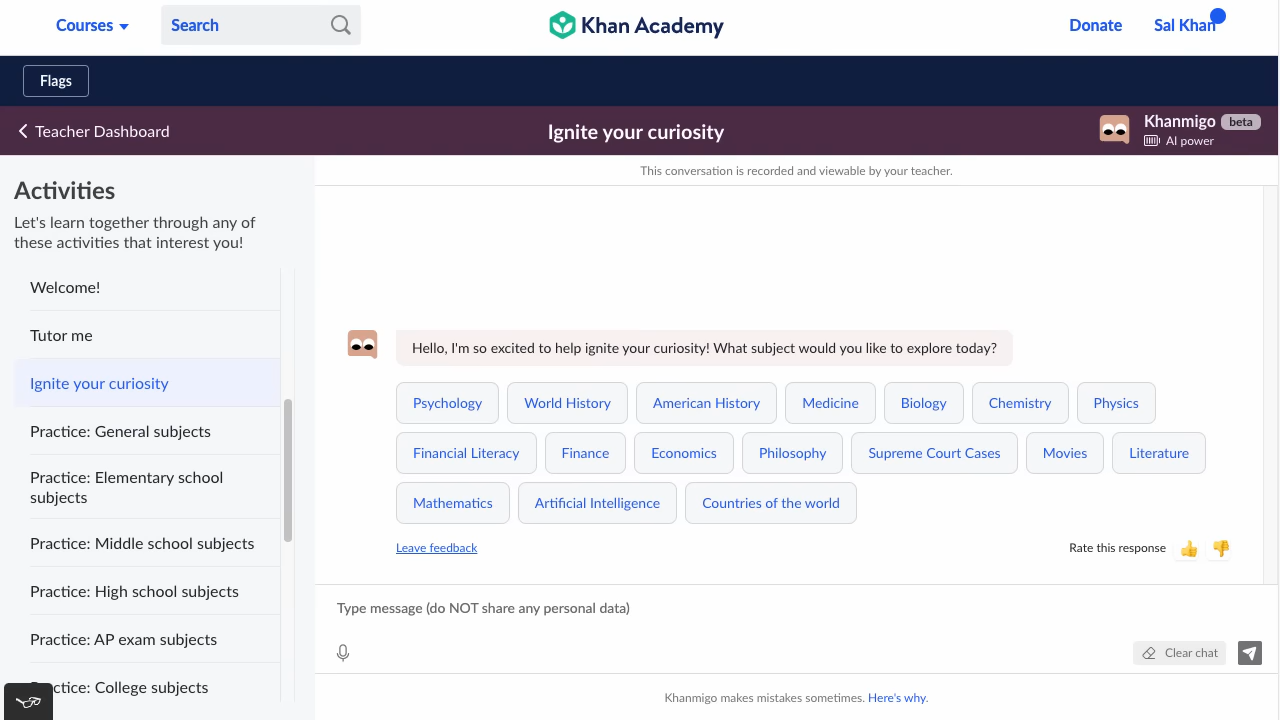 Courses
Search
Khan Academy
Donate
Sal Khan
Flags
Teacher Dashboard
Ignite your curiosity
Khanmigo beta
AI power
Activities
Let's learn together through any of
these activities that interest you!
Welcome!
Tutor me
Ignite your curiosity
Practice: General subjects
Practice: Elementary school
subjects
Practice: Middle school subjects
Practice: High school subjects
Practice: AP exam subjects
ctice: College subjects
This conversation is recorded and viewable by your teacher.
Hello, I'm so excited to help ignite your curiosity! What subject would you like to explore today?
Psychology World History American History Medicine Biology Chemistry Physics
Financial Literacy Finance Economics Philosophy Supreme Court Cases Movies Literature
Mathematics Artificial Intelligence Countries of the world
Leave feedback
Rate this response
Type message (do NOT share any personal data)
Clear chat
Khanmigo makes mistakes sometimes. Here's why.